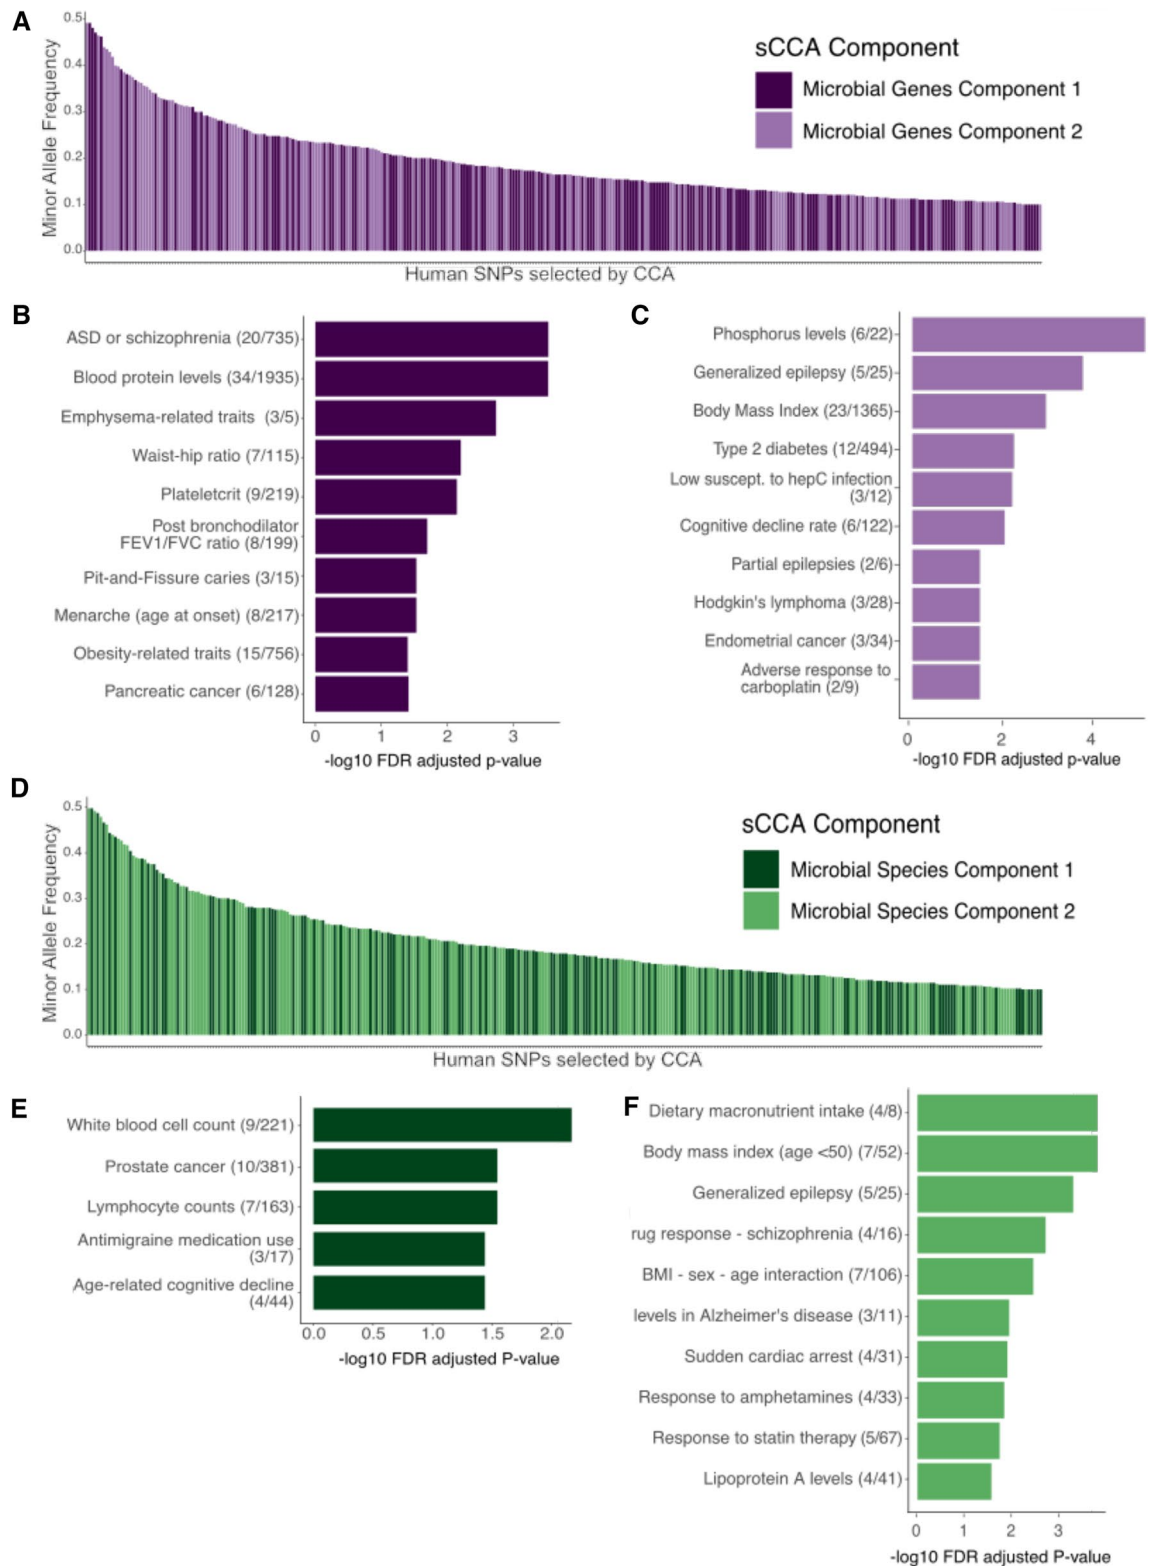 A
0.5
0.4
0.3
0.2
0.1
0.0
Minor Allele Frequency
Human SNPs selected by CCA
sCCA Component
Microbial Genes Component 1
Microbial Genes Component 2
B
ASD or schizophrenia (20/735)
Blood protein levels (34/1935)
Emphysema-related traits (3/5)
Waist-hip ratio (7/115)
Plateletcrit (9/219)
Post bronchodilator
FEV1/FVC ratio (8/199)
Pit-and-Fissure caries (3/15)
Menarche (age at onset) (8/217)
Obesity-related traits (15/756)
Pancreatic cancer (6/128)
0 1 2 3
-log10 FDR adjusted p-value
C
Phosphorus levels (6/22)
Generalized epilepsy (5/25)
Body Mass Index (23/1365)
Type 2 diabetes (12/494)
Low suscept. to hepC infection
(3/12)
Cognitive decline rate (6/122)
Partial epilepsies (2/6)
Hodgkin's lymphoma (3/28)
Endometrial cancer (3/34)
Adverse response to
carboplatin (2/9)
0 2 4
-log10 FDR adjusted p-value
D
0.5
0.4
0.3
0.2
0.1
0.0
Minor Allele Frequency
Human SNPs selected by CCA
sCCA Component
Microbial Species Component 1
Microbial Species Component 2
E
White blood cell count (9/221)
Prostate cancer (10/381)
Lymphocyte counts (7/163)
Antimigraine medication use
(3/17)
Age-related cognitive decline
(4/44)
0.0 0.5 1.0 1.5 2.0
-log10 FDR adjusted P-value
F
Dietary macronutrient intake (4/8)
Body mass index (age <50) (7/52)
Generalized epilepsy (5/25)
rug response - schizophrenia (4/16)
BMI - sex - age interaction (7/106)
levels in Alzheimer's disease (3/11)
Sudden cardiac arrest (4/31)
Response to amphetamines (4/33)
Response to statin therapy (5/67)
Lipoprotein A levels (4/41)
0 1 2 3
-log10 FDR adjusted P-value